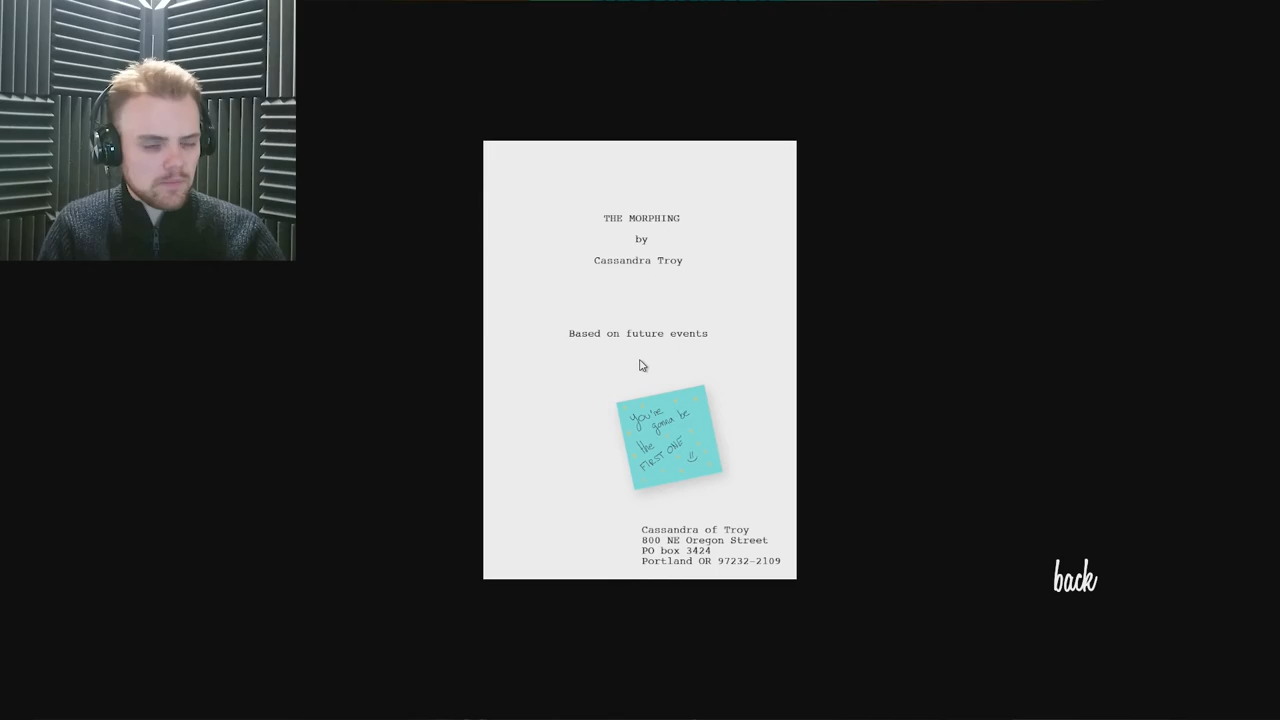 THE MORPHING
by
Cassandra Troy
Based on future events
you're
gonna be
the
FIRST ONE
Cassandra of Troy
800 NE Oregon Street
PO box 3424
Portland OR 97232-2109
back